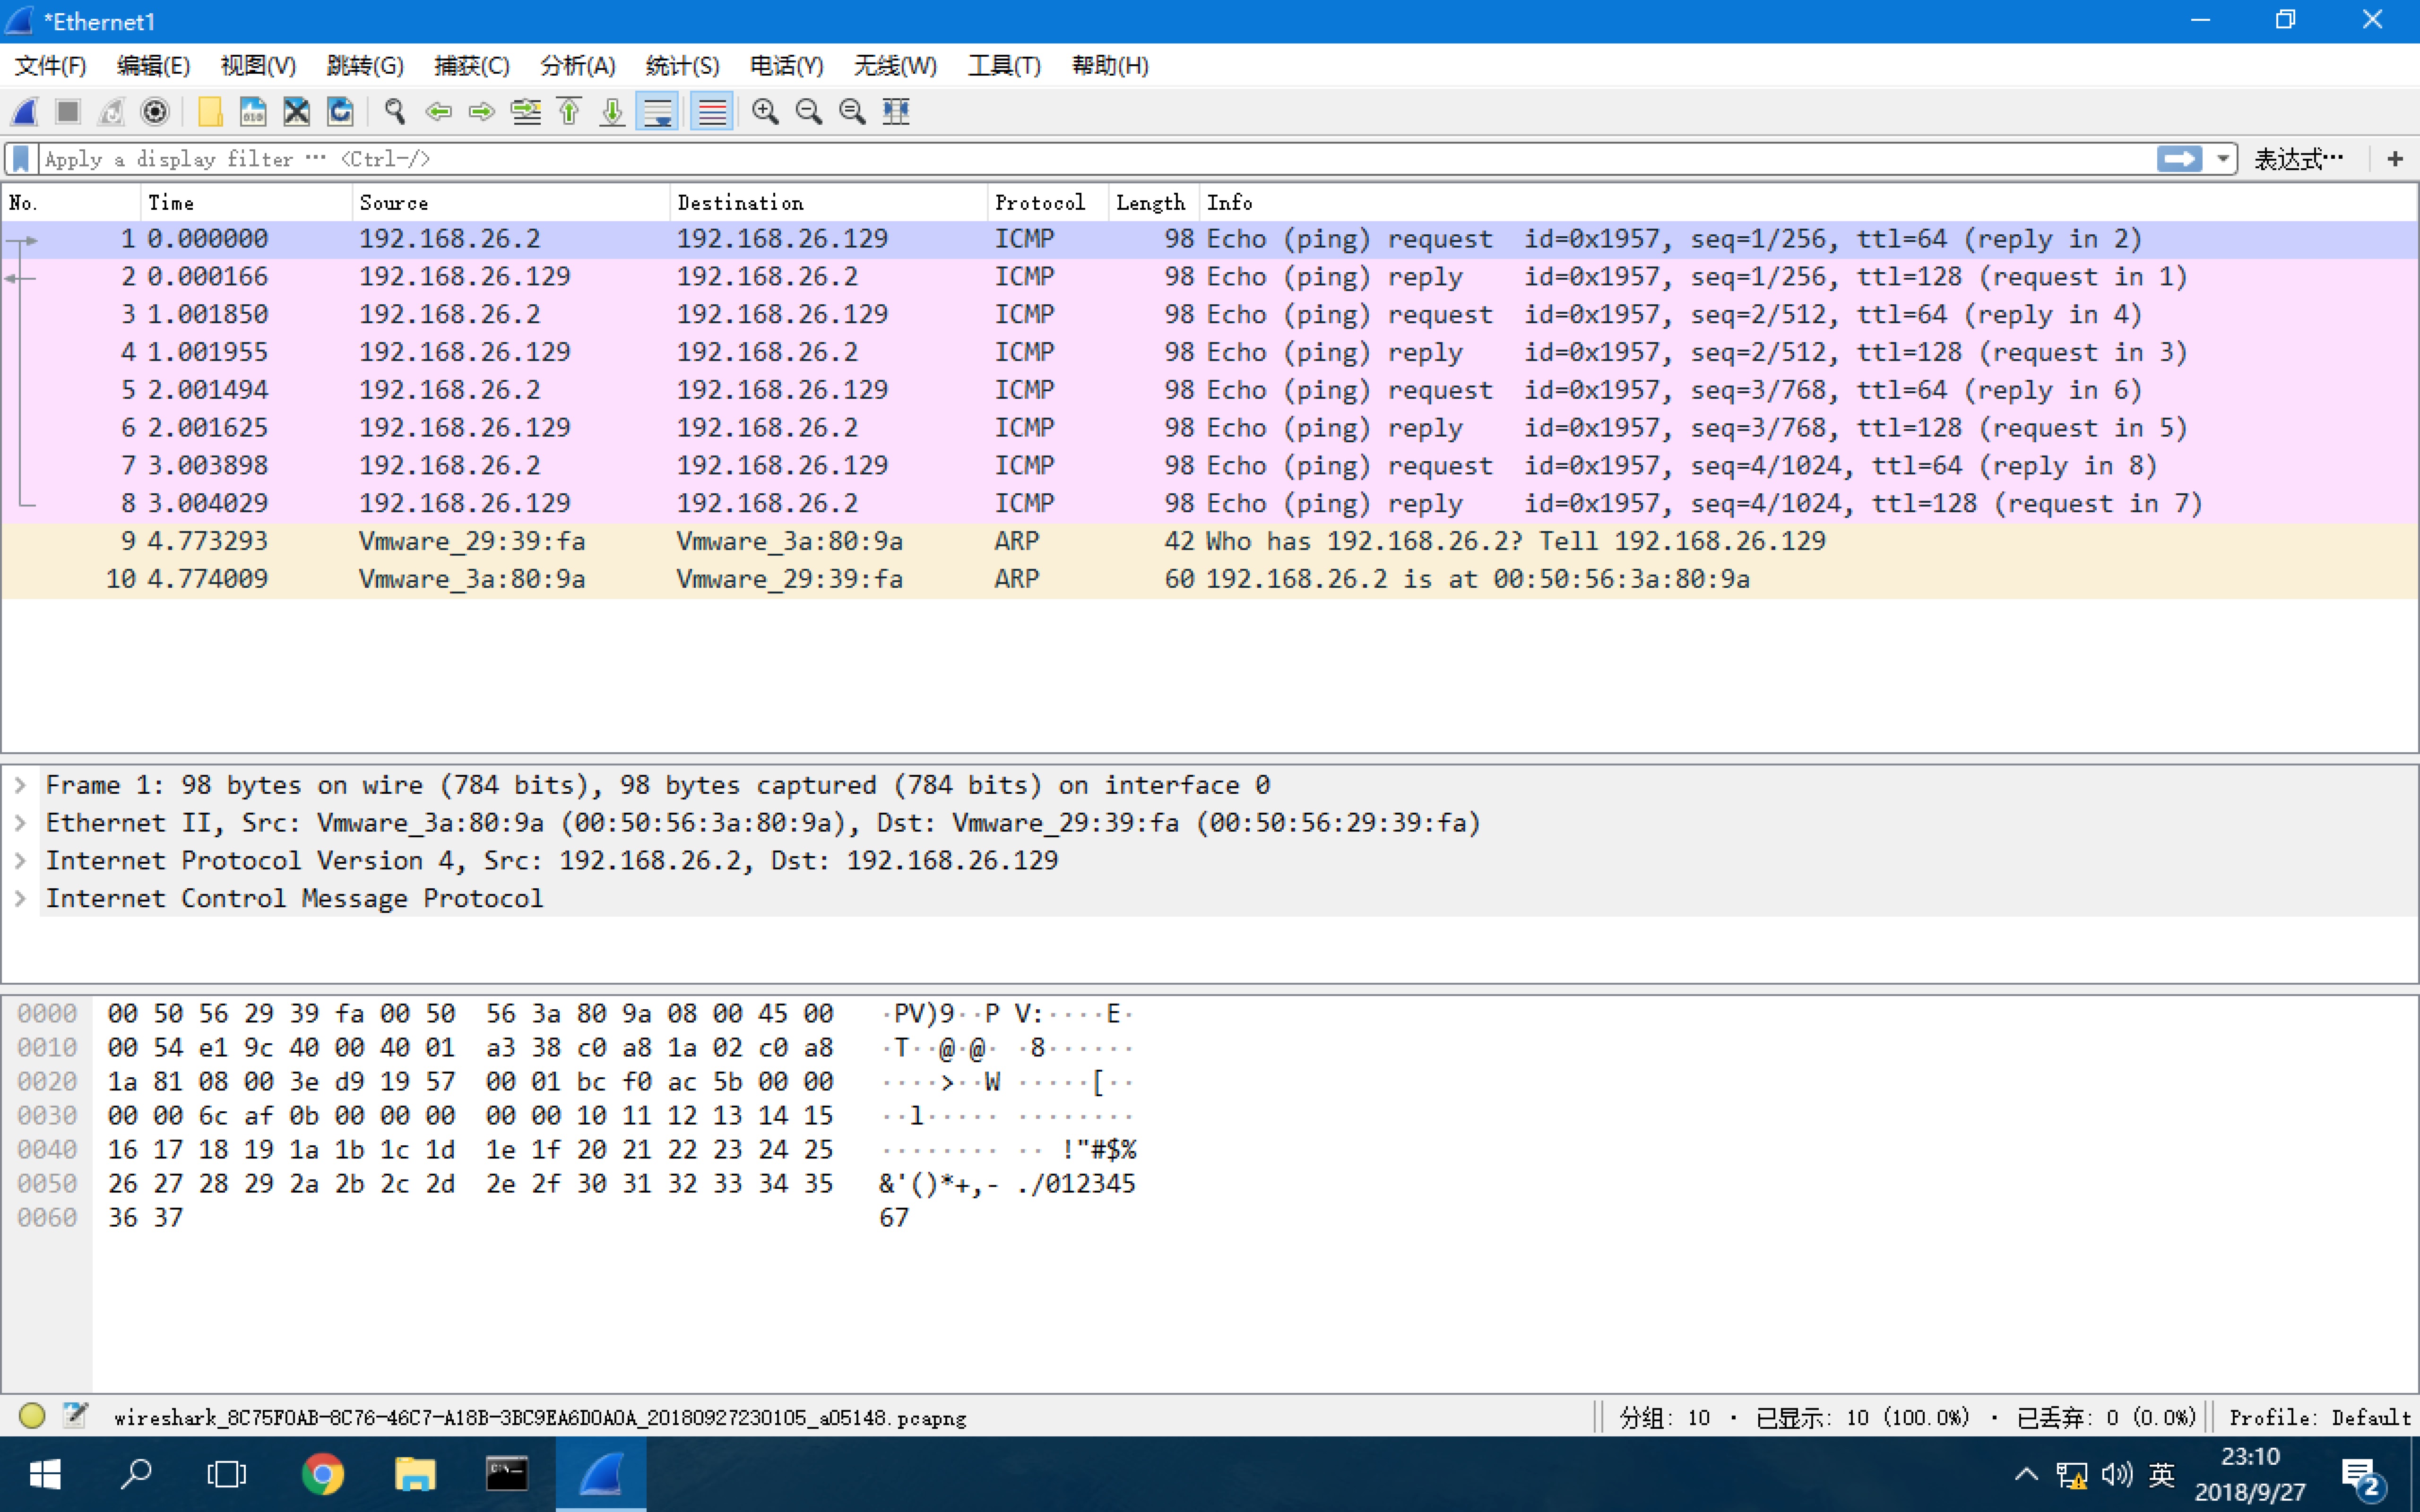 *Ethernet1
文件(F) 编辑(E) 视图(V) 跳转(G) 捕获(C) 分析(A) 统计(S) 电话(Y) 无线(W) 工具(T) 帮助(H)
Apply a display filter … <Ctrl-/> 表达式… +
No. Time Source Destination Protocol Length Info
1 0.000000 192.168.26.2 192.168.26.129 ICMP 98 Echo (ping) request id=0x1957, seq=1/256, ttl=64 (reply in 2)
2 0.000166 192.168.26.129 192.168.26.2 ICMP 98 Echo (ping) reply id=0x1957, seq=1/256, ttl=128 (request in 1)
3 1.001850 192.168.26.2 192.168.26.129 ICMP 98 Echo (ping) request id=0x1957, seq=2/512, ttl=64 (reply in 4)
4 1.001955 192.168.26.129 192.168.26.2 ICMP 98 Echo (ping) reply id=0x1957, seq=2/512, ttl=128 (request in 3)
5 2.001494 192.168.26.2 192.168.26.129 ICMP 98 Echo (ping) request id=0x1957, seq=3/768, ttl=64 (reply in 6)
6 2.001625 192.168.26.129 192.168.26.2 ICMP 98 Echo (ping) reply id=0x1957, seq=3/768, ttl=128 (request in 5)
7 3.003898 192.168.26.2 192.168.26.129 ICMP 98 Echo (ping) request id=0x1957, seq=4/1024, ttl=64 (reply in 8)
8 3.004029 192.168.26.129 192.168.26.2 ICMP 98 Echo (ping) reply id=0x1957, seq=4/1024, ttl=128 (request in 7)
9 4.773293 Vmware_29:39:fa Vmware_3a:80:9a ARP 42 Who has 192.168.26.2? Tell 192.168.26.129
10 4.774009 Vmware_3a:80:9a Vmware_29:39:fa ARP 60 192.168.26.2 is at 00:50:56:3a:80:9a
Frame 1: 98 bytes on wire (784 bits), 98 bytes captured (784 bits) on interface 0
Ethernet II, Src: Vmware_3a:80:9a (00:50:56:3a:80:9a), Dst: Vmware_29:39:fa (00:50:56:29:39:fa)
Internet Protocol Version 4, Src: 192.168.26.2, Dst: 192.168.26.129
Internet Control Message Protocol
0000 00 50 56 29 39 fa 00 50 56 3a 80 9a 08 00 45 00 ·PV)9··P V:····E·
0010 00 54 e1 9c 40 00 40 01 a3 38 c0 a8 1a 02 c0 a8 ·T··@·@· ·8······
0020 1a 81 08 00 3e d9 19 57 00 01 bc f0 ac 5b 00 00 ····>··W ·····[··
0030 00 00 6c af 0b 00 00 00 00 00 10 11 12 13 14 15 ··l····· ········
0040 16 17 18 19 1a 1b 1c 1d 1e 1f 20 21 22 23 24 25 ········ ·· !"#$%
0050 26 27 28 29 2a 2b 2c 2d 2e 2f 30 31 32 33 34 35 &'()*+,- ./012345
0060 36 37 67
wireshark_8C75F0AB-8C76-46C7-A18B-3BC9EA6D0A0A_20180927230105_a05148.pcapng 分组: 10 · 已显示: 10 (100.0%) · 已丢弃: 0 (0.0%) Profile: Default
英 23:10
2018/9/27 2